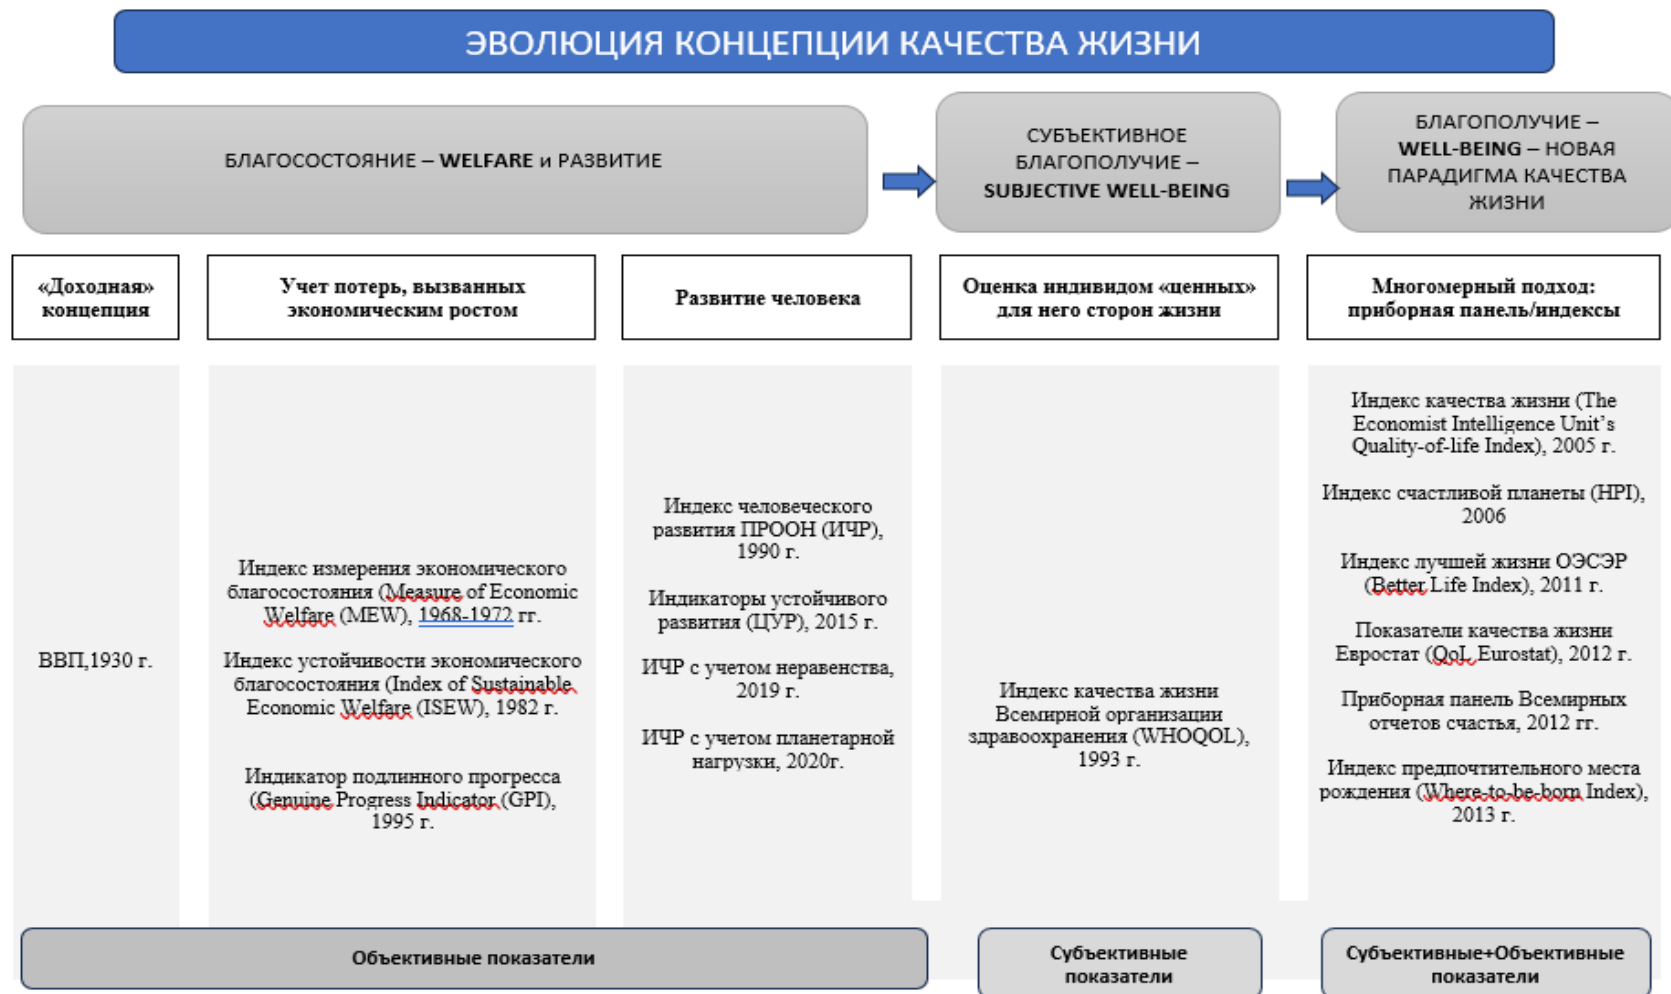 ЭВОЛЮЦИЯ КОНЦЕПЦИИ КАЧЕСТВА ЖИЗНИ
БЛАГОСОСТОЯНИЕ – WELFARE и РАЗВИТИЕ
СУБЪЕКТИВНОЕ
БЛАГОПОЛУЧИЕ –
SUBJECTIVE WELL-BEING
БЛАГОПОЛУЧИЕ –
WELL-BEING – НОВАЯ
ПАРАДИГМА КАЧЕСТВА
ЖИЗНИ
«Доходная»
концепция
Учет потерь, вызванных
экономическим ростом
Развитие человека
Оценка индивидом «ценных»
для него сторон жизни
Многомерный подход:
приборная панель/индексы
ВВП,1930 г.
Индекс измерения экономического
благосостояния (Measure of Economic
Welfare (MEW), 1968-1972 гг.
Индекс устойчивости экономического
благосостояния (Index of Sustainable
Economic Welfare (ISEW), 1982 г.
Индикатор подлинного прогресса
(Genuine Progress Indicator (GPI),
1995 г.
Индекс человеческого
развития ПРООН (ИЧР),
1990 г.
Индикаторы устойчивого
развития (ЦУР), 2015 г.
ИЧР с учетом неравенства,
2019 г.
ИЧР с учетом планетарной
нагрузки, 2020г.
Индекс качества жизни
Всемирной организации
здравоохранения (WHOQOL),
1993 г.
Индекс качества жизни (The
Economist Intelligence Unit’s
Quality-of-life Index), 2005 г.
Индекс счастливой планеты (HPI),
2006
Индекс лучшей жизни ОЭСЭР
(Better Life Index), 2011 г.
Показатели качества жизни
Евростат (QoL Eurostat), 2012 г.
Приборная панель Всемирных
отчетов счастья, 2012 гг.
Индекс предпочтительного места
рождения (Where-to-be-born Index),
2013 г.
Объективные показатели
Субъективные
показатели
Субъективные+Объективные
показатели